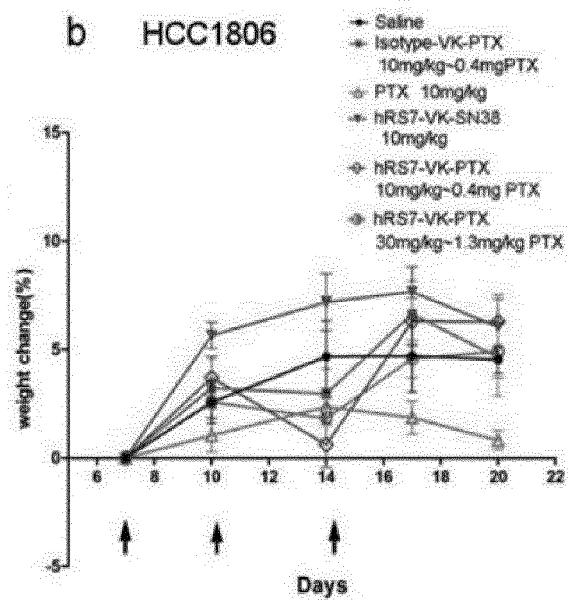 b HCC1806
Saline
Isotype-VK-PTX
10mg/kg~0.4mgPTX
PTX 10mg/kg
hRS7-VK-SN38
10mg/kg
hRS7-VK-PTX
10mg/kg~0.4mg PTX
hRS7-VK-PTX
30mg/kg~1.3mg/kg PTX
15
10
5
0
-5
weight change(%)
6 8 10 12 14 16 18 20 22
Days